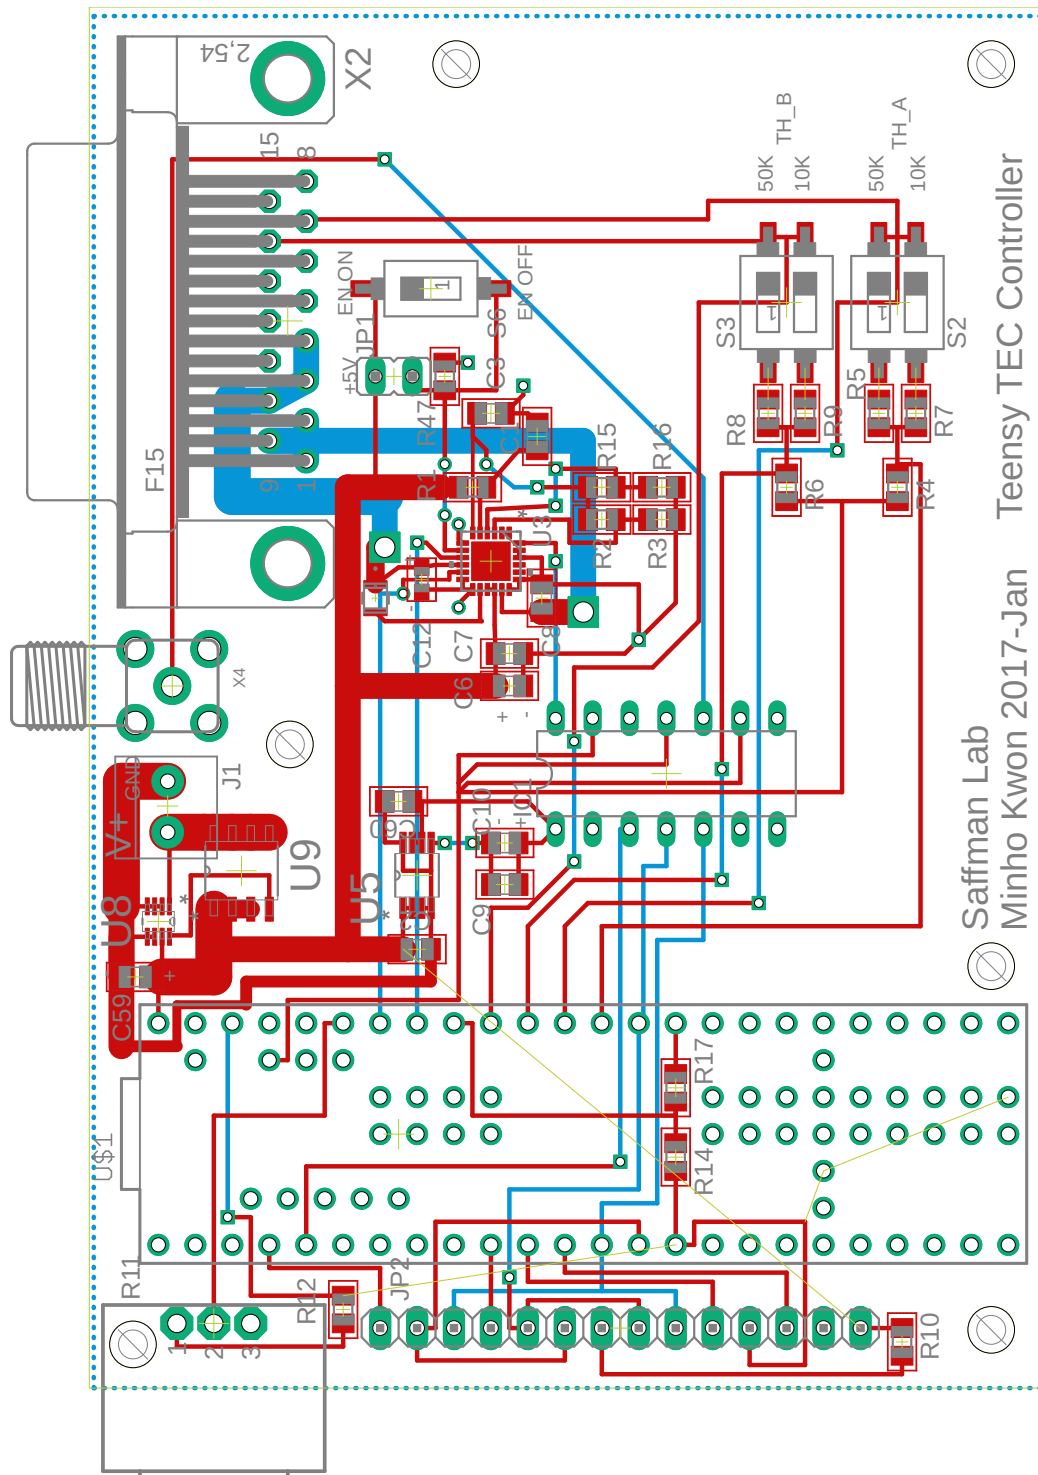 2,54
X2
15
8
F15
9
1
EN ON
EN OFF
1
S6
JP1
+5V
R47
C3
R1
R15
R16
R2
R3
U3
*
C12
C7
C8
C6
+
-
50K
10K
TH_B
50K
10K
TH_A
S3
S2
R8
R9
R5
R7
R6
R4
Teensy TEC Controller
X4
J1
GND
V+
U9
U8
*
*
C59
+
U5
*
C60
C10
-
+
IC1
C9
Saffman Lab
Minho Kwon 2017-Jan
U$1
R17
R14
R11
R12
JP2
R10
1
2
3